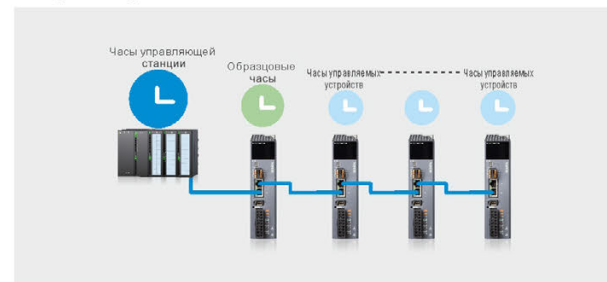 Часы управляющей
станции
Образцовые
часы
Часы управляемых
устройств
Часы управляемых
устройств